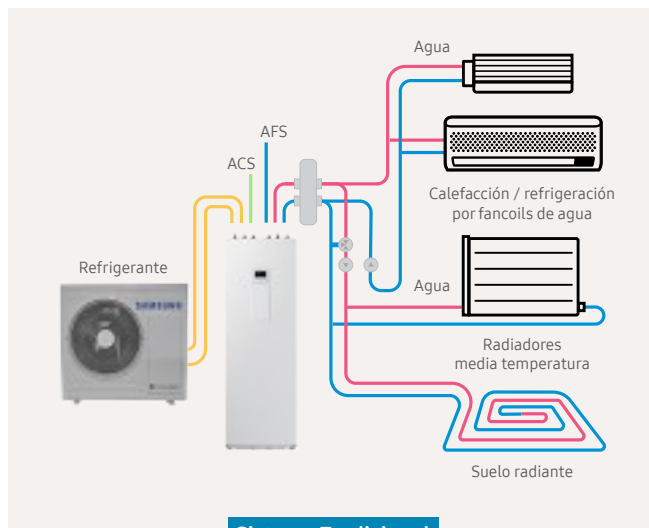 Agua
AFS
ACS
Calefacción / refrigeración
por fancoils de agua
Refrigerante
SAMSUNG
Agua
Radiadores
media temperatura
Suelo radiante